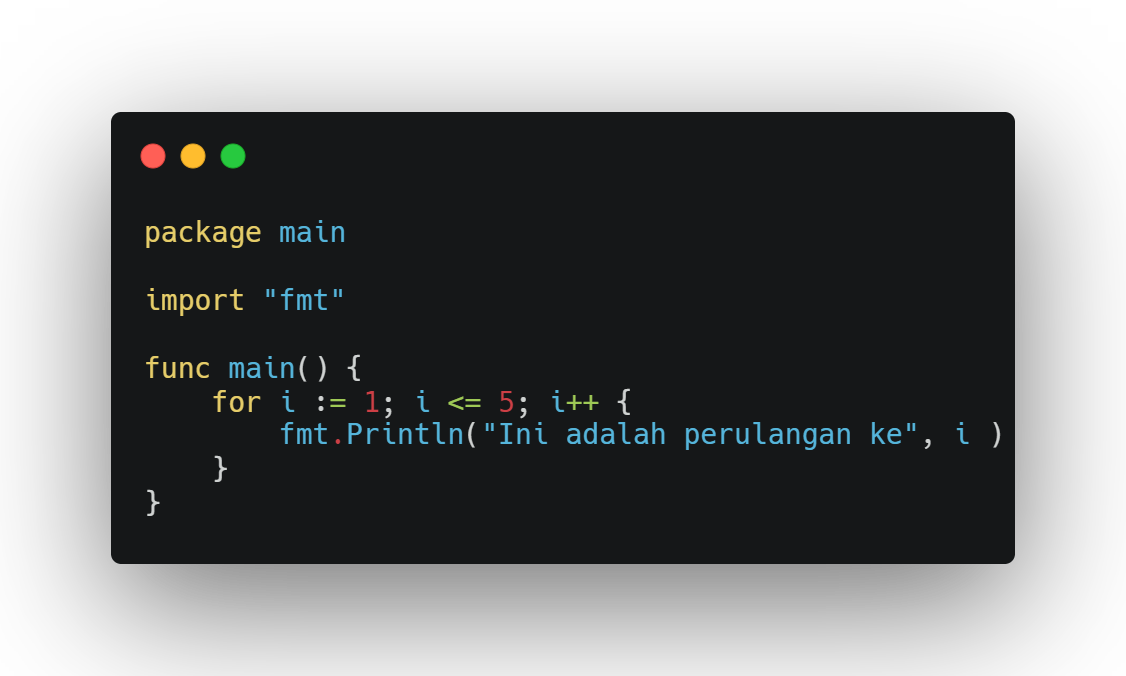 package main
import "fmt"
func main() {
    for i := 1; i <= 5; i++ {
        fmt.Println("Ini adalah perulangan ke", i )
    }
}